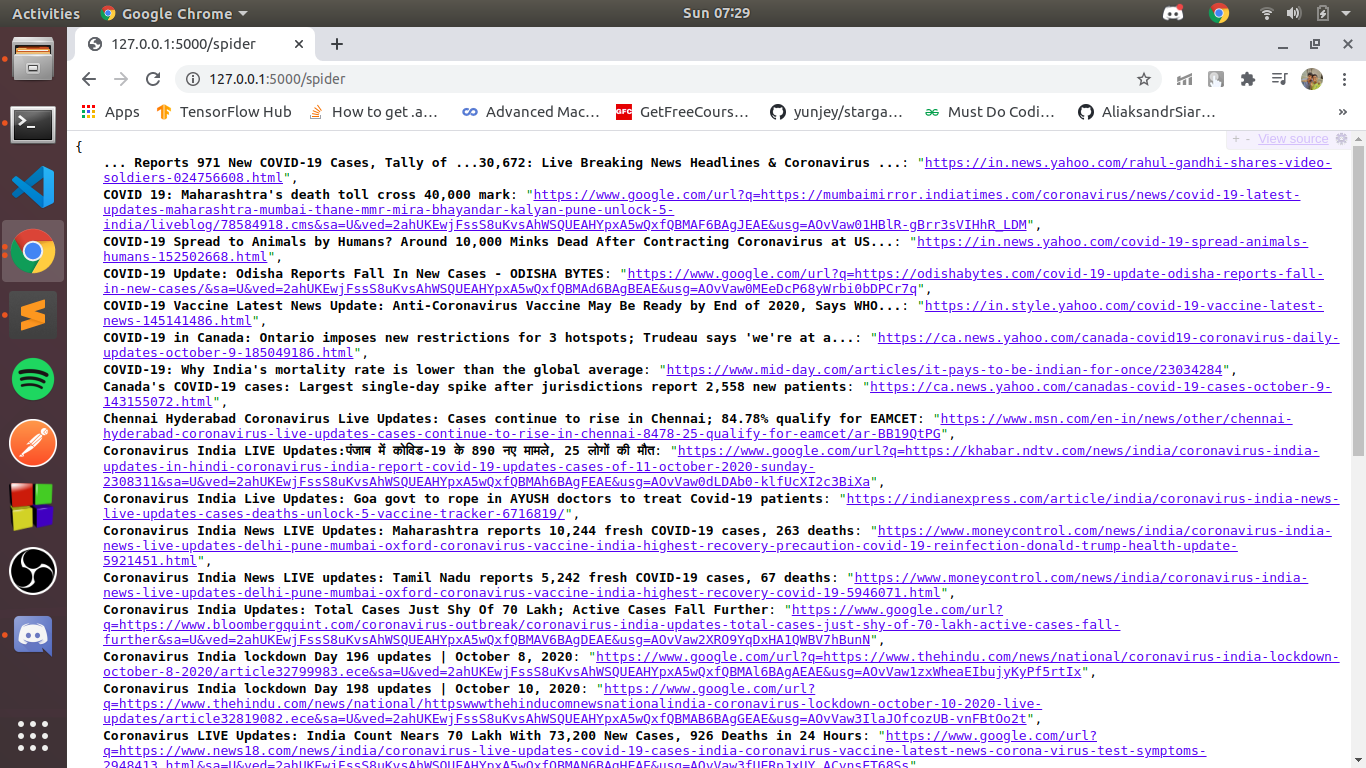 Activities Google Chrome Sun 07:29
127.0.0.1:5000/spider
127.0.0.1:5000/spider
Apps TensorFlow Hub How to get .a… Advanced Mac… GFC GetFreeCours… yunjey/starga… Must Do Codi… AliaksandrSiar… »
+ - View source
{
... Reports 971 New COVID-19 Cases, Tally of ...30,672: Live Breaking News Headlines & Coronavirus ...: "https://in.news.yahoo.com/rahul-gandhi-shares-video-
soldiers-024756608.html",
COVID 19: Maharashtra's death toll cross 40,000 mark: "https://www.google.com/url?q=https://mumbaimirror.indiatimes.com/coronavirus/news/covid-19-latest-
updates-maharashtra-mumbai-thane-mmr-mira-bhayandar-kalyan-pune-unlock-5-
india/liveblog/78584918.cms&sa=U&ved=2ahUKEwjFssS8uKvsAhWSQUEAHYpxA5wQxfQBMAF6BAgJEAE&usg=AOvVaw01HBlR-gBrr3sVIHhR_LDM",
COVID-19 Spread to Animals by Humans? Around 10,000 Minks Dead After Contracting Coronavirus at US...: "https://in.news.yahoo.com/covid-19-spread-animals-
humans-152502668.html",
COVID-19 Update: Odisha Reports Fall In New Cases - ODISHA BYTES: "https://www.google.com/url?q=https://odishabytes.com/covid-19-update-odisha-reports-fall-
in-new-cases/&sa=U&ved=2ahUKEwjFssS8uKvsAhWSQUEAHYpxA5wQxfQBMAd6BAgBEAE&usg=AOvVaw0MEeDcP68yWrbi0bDPCr7q",
COVID-19 Vaccine Latest News Update: Anti-Coronavirus Vaccine May Be Ready by End of 2020, Says WHO...: "https://in.style.yahoo.com/covid-19-vaccine-latest-
news-145141486.html",
COVID-19 in Canada: Ontario imposes new restrictions for 3 hotspots; Trudeau says 'we're at a...: "https://ca.news.yahoo.com/canada-covid19-coronavirus-daily-
updates-october-9-185049186.html",
COVID-19: Why India's mortality rate is lower than the global average: "https://www.mid-day.com/articles/it-pays-to-be-indian-for-once/23034284",
Canada's COVID-19 cases: Largest single-day spike after jurisdictions report 2,558 new patients: "https://ca.news.yahoo.com/canadas-covid-19-cases-october-9-
143155072.html",
Chennai Hyderabad Coronavirus Live Updates: Cases continue to rise in Chennai; 84.78% qualify for EAMCET: "https://www.msn.com/en-in/news/other/chennai-
hyderabad-coronavirus-live-updates-cases-continue-to-rise-in-chennai-8478-25-qualify-for-eamcet/ar-BB19QtPG",
Coronavirus India LIVE Updates:पंजाब में कोविड-19 के 890 नए मामले, 25 लोगों की मौत: "https://www.google.com/url?q=https://khabar.ndtv.com/news/india/coronavirus-india-
updates-in-hindi-coronavirus-india-report-covid-19-updates-cases-of-11-october-2020-sunday-
2308311&sa=U&ved=2ahUKEwjFssS8uKvsAhWSQUEAHYpxA5wQxfQBMAh6BAgFEAE&usg=AOvVaw0dLDAb0-klfUcXI2c3BiXa",
Coronavirus India Live Updates: Goa govt to rope in AYUSH doctors to treat Covid-19 patients: "https://indianexpress.com/article/india/coronavirus-india-news-
live-updates-cases-deaths-unlock-5-vaccine-tracker-6716819/",
Coronavirus India News LIVE Updates: Maharashtra reports 10,244 fresh COVID-19 cases, 263 deaths: "https://www.moneycontrol.com/news/india/coronavirus-india-
news-live-updates-delhi-pune-mumbai-oxford-coronavirus-vaccine-india-highest-recovery-precaution-covid-19-reinfection-donald-trump-health-update-
5921451.html",
Coronavirus India News LIVE updates: Tamil Nadu reports 5,242 fresh COVID-19 cases, 67 deaths: "https://www.moneycontrol.com/news/india/coronavirus-india-
news-live-updates-delhi-pune-mumbai-oxford-coronavirus-vaccine-india-highest-recovery-covid-19-5946071.html",
Coronavirus India Updates: Total Cases Just Shy Of 70 Lakh; Active Cases Fall Further: "https://www.google.com/url?
q=https://www.bloombergquint.com/coronavirus-outbreak/coronavirus-india-updates-total-cases-just-shy-of-70-lakh-active-cases-fall-
further&sa=U&ved=2ahUKEwjFssS8uKvsAhWSQUEAHYpxA5wQxfQBMAV6BAgDEAE&usg=AOvVaw2XRO9YqDxHA1QWBV7hBunN",
Coronavirus India lockdown Day 196 updates | October 8, 2020: "https://www.google.com/url?q=https://www.thehindu.com/news/national/coronavirus-india-lockdown-
october-8-2020/article32799983.ece&sa=U&ved=2ahUKEwjFssS8uKvsAhWSQUEAHYpxA5wQxfQBMAl6BAgAEAE&usg=AOvVaw1zxWheaEIbujyKyPf5rtIx",
Coronavirus India lockdown Day 198 updates | October 10, 2020: "https://www.google.com/url?
q=https://www.thehindu.com/news/national/httpswwwthehinducomnewsnationalindia-coronavirus-lockdown-october-10-2020-live-
updates/article32819082.ece&sa=U&ved=2ahUKEwjFssS8uKvsAhWSQUEAHYpxA5wQxfQBMAB6BAgGEAE&usg=AOvVaw3IlaJOfcozUB-vnFBtOo2t",
Coronavirus LIVE Updates: India Count Nears 70 Lakh With 73,200 New Cases, 926 Deaths in 24 Hours: "https://www.google.com/url?
q=https://www.news18.com/news/india/coronavirus-live-updates-covid-19-cases-india-coronavirus-vaccine-latest-news-corona-virus-test-symptoms-